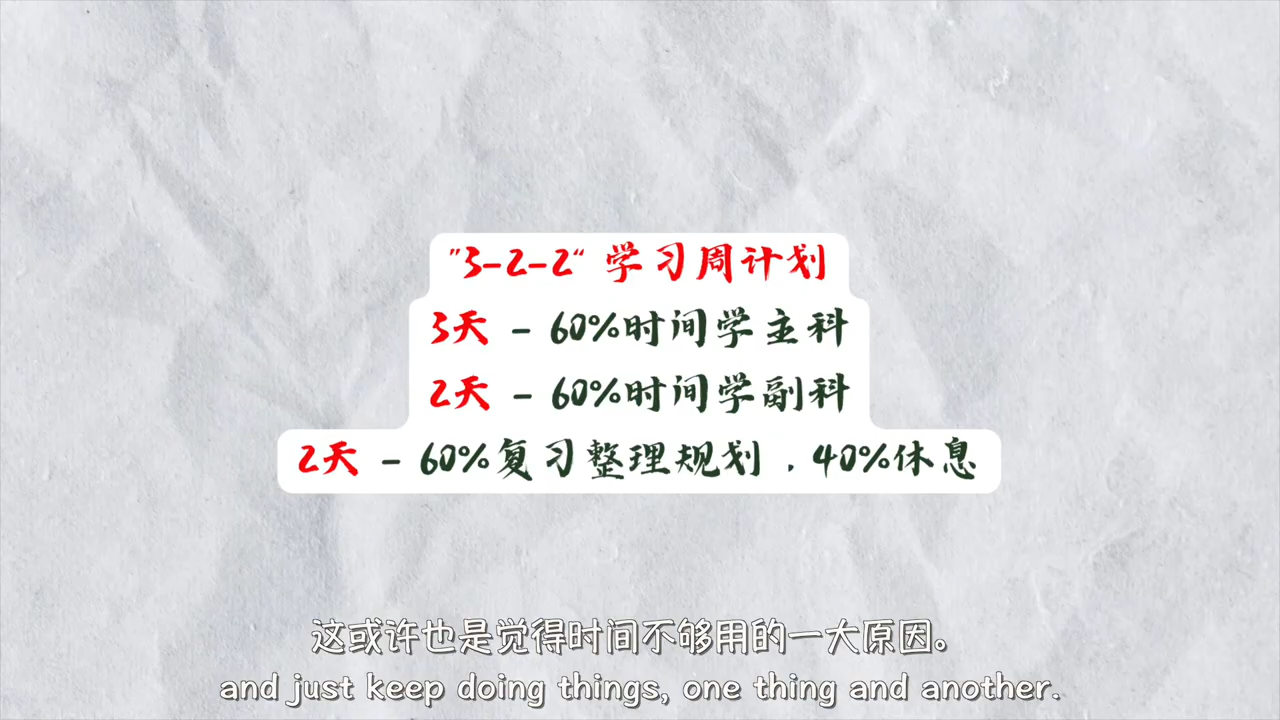 "3-2-2“ 学习周计划
3天 - 60%时间学主科
2天 - 60%时间学副科
2天 - 60%复习整理规划 , 40%休息
这或许也是觉得时间不够用的一大原因。
and just keep doing things, one thing and another.